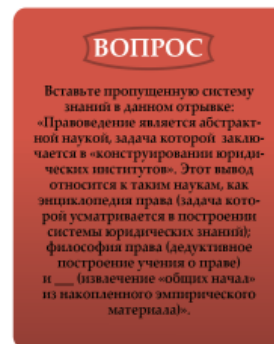 ВОПРОС
Вставьте пропущенную систему
знаний в данном отрывке:
«Правоведение является абстракт-
ной наукой, задача которой заклю-
чается в «конструировании юриди-
ческих институтов». Этот вывод
относится к таким наукам, как
энциклопедия права (задача кото-
рой усматривается в построении
системы юридических знаний);
философия права (дедуктивное
построение учения о праве)
и ___ (извлечение «общих начал»
из накопленного эмпирического
материала)».